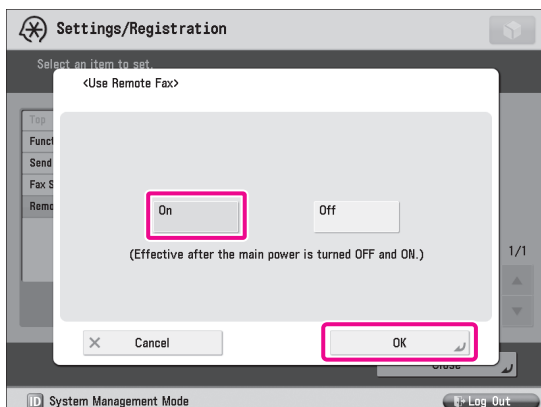 Settings/Registration
Select an item to set.
<Use Remote Fax>
Top
Funct
Send
Fax S
Remo
On
Off
(Effective after the main power is turned OFF and ON.)
1/1
Cancel
OK
Close
ID System Management Mode
Log Out